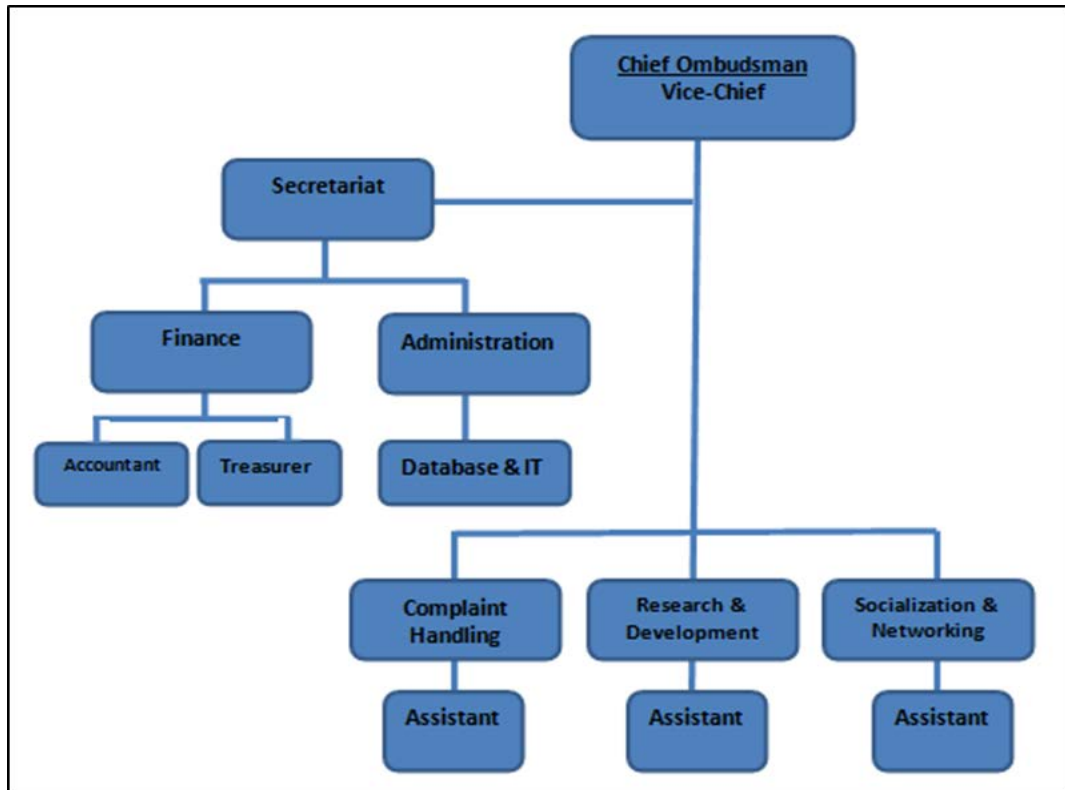 Chief Ombudsman
Vice-Chief
Secretariat
Finance
Administration
Accountant
Treasurer
Database & IT
Complaint
Handling
Research &
Development
Socialization &
Networking
Assistant
Assistant
Assistant